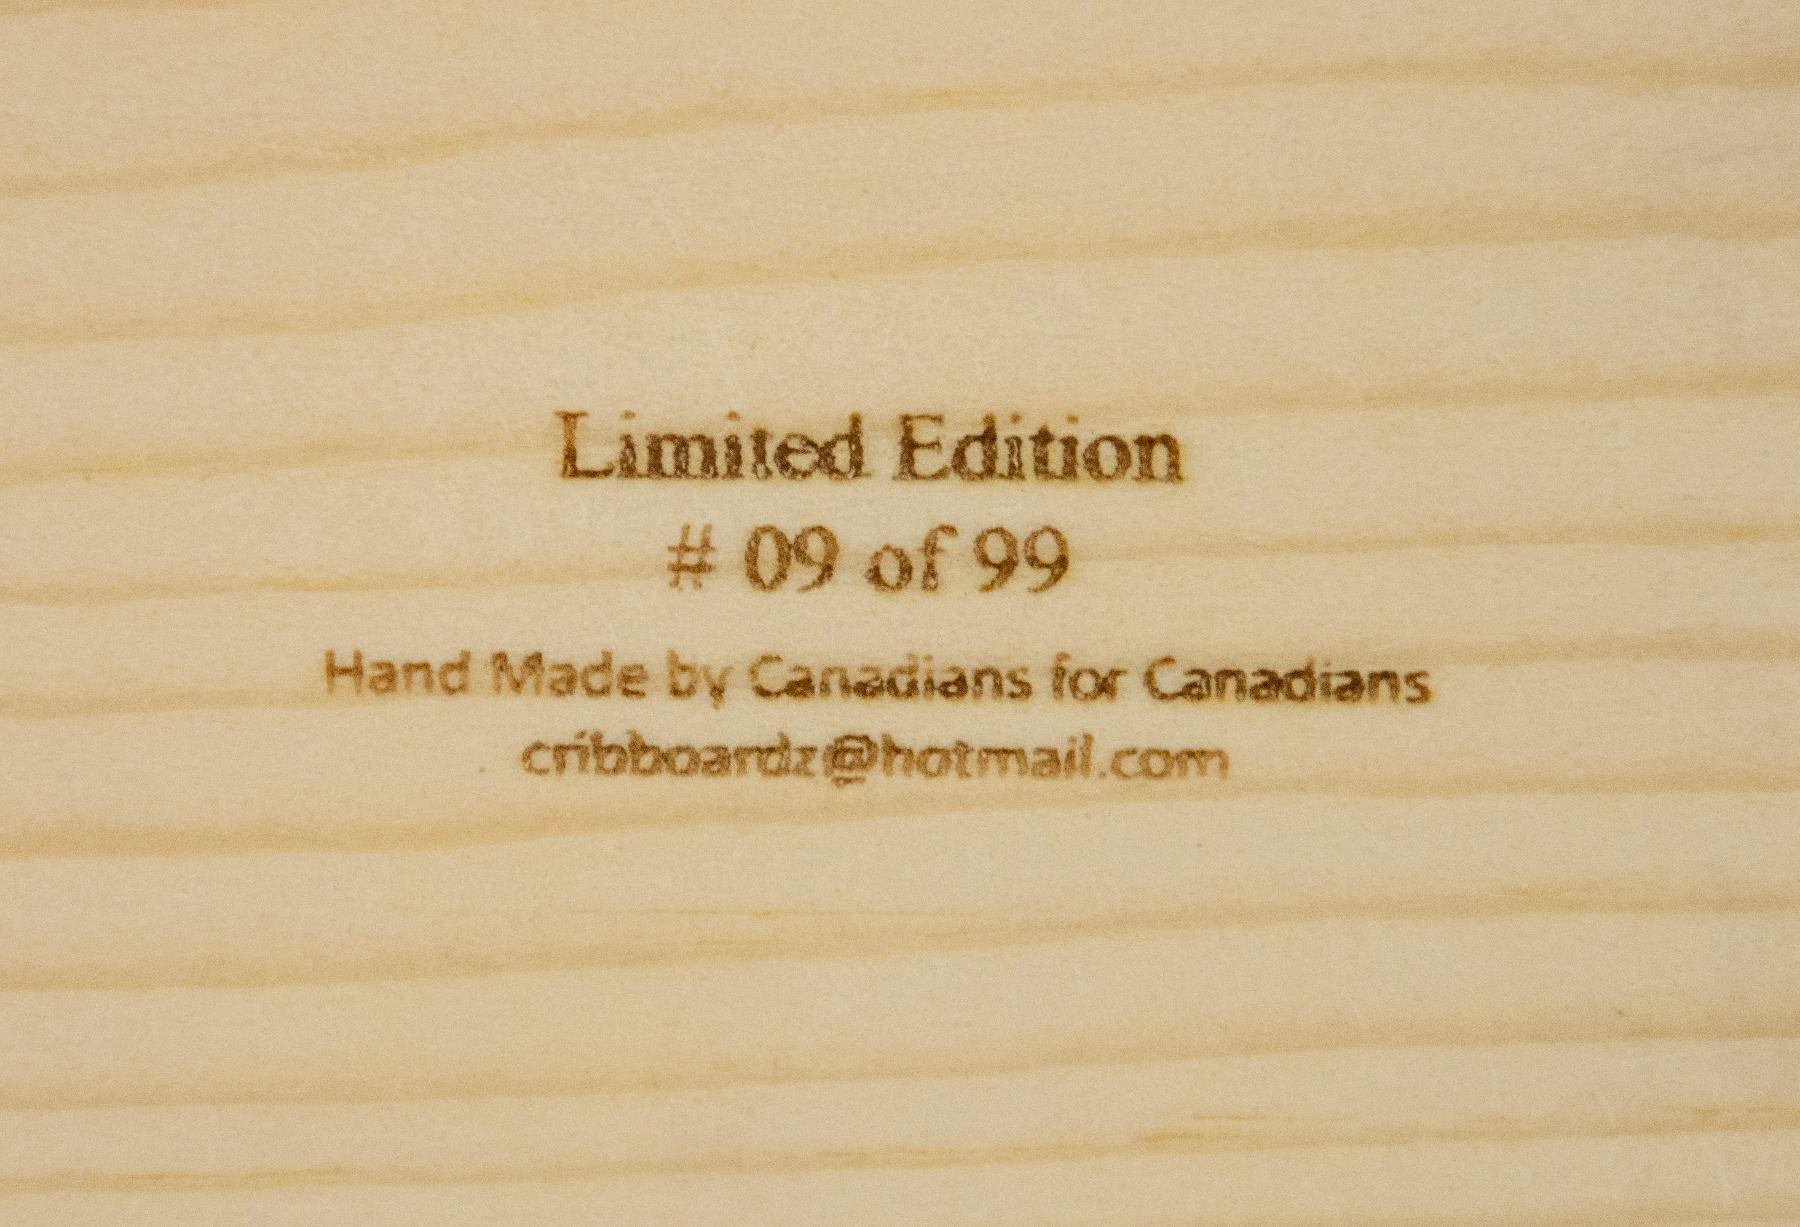 Limited Edition
# 09 of 99
Hand Made by Canadians for Canadians
cribboardz@hotmail.com